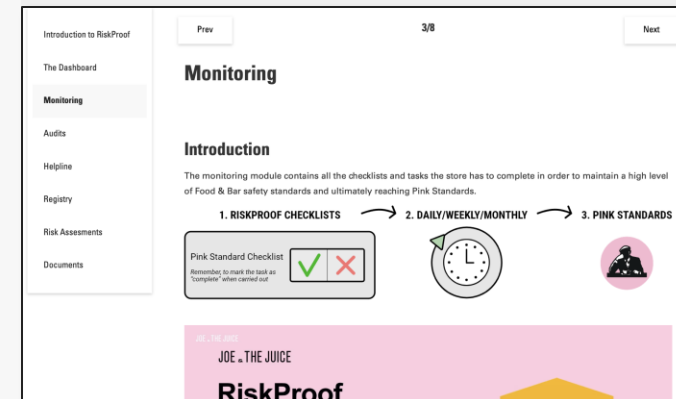 Introduction to RiskProof
The Dashboard
Monitoring
Audits
Helpline
Registry
Risk Assesments
Documents
Prev
3/8
Next
Monitoring
Introduction
The monitoring module contains all the checklists and tasks the store has to complete in order to maintain a high level
of Food & Bar safety standards and ultimately reaching Pink Standards.
1. RISKPROOF CHECKLISTS
2. DAILY/WEEKLY/MONTHLY
3. PINK STANDARDS
Pink Standard Checklist
Remember, to mark the task as
"complete" when carried out
JOE & THE JUICE
JOE & THE JUICE
RiskProof